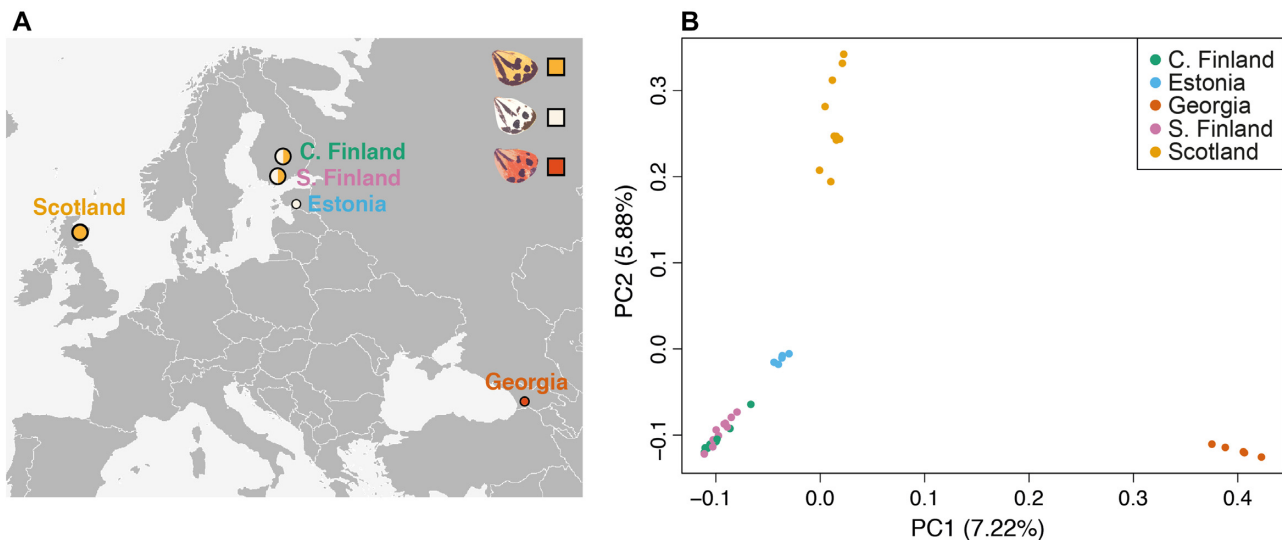 A
C. Finland
S. Finland
Estonia
Scotland
Georgia
B
C. Finland
Estonia
Georgia
S. Finland
Scotland
PC2 (5.88%)
0.3
0.2
0.1
0.0
−0.1
−0.1 0.0 0.1 0.2 0.3 0.4
PC1 (7.22%)